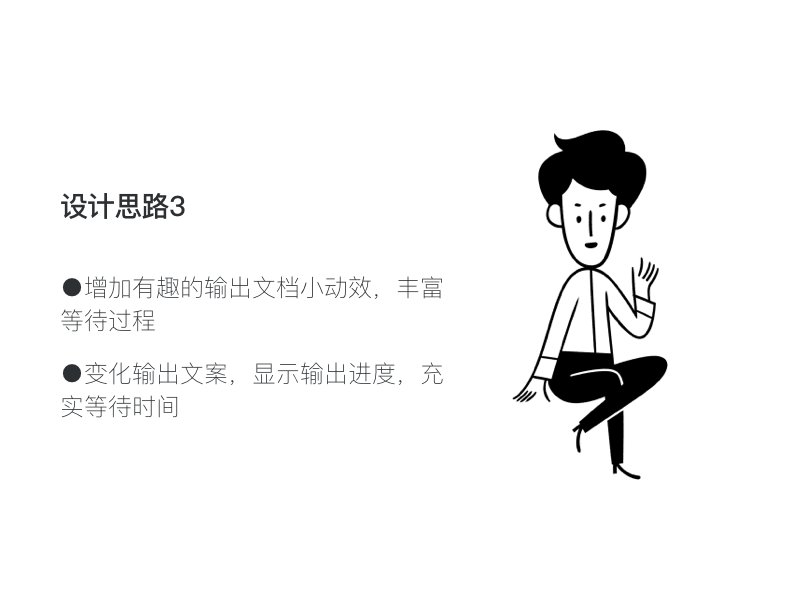 设计思路3
●增加有趣的输出文档小动效，丰富
等待过程
●变化输出文案，显示输出进度，充
实等待时间